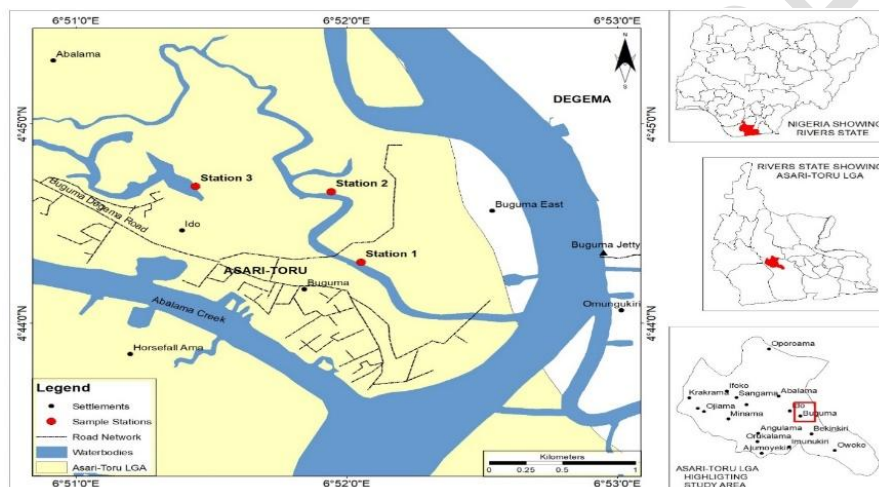 6°51'0"E
6°52'0"E
6°53'0"E
Abalama
N
S
DEGEMA
4°45'0"N
4°45'0"N
Station 3
Station 2
Buguma Degema Road
Ido
Buguma East
Buguma Jetty
Station 1
ASARI-TORU
Buguma
Omungukiri
Abalama Creek
4°44'0"N
4°44'0"N
Horsefall Ama
Legend
Settlements
Sample Stations
Road Network
Waterbodies
Asari-Toru LGA
Kilometers
0 0.25 0.5 1
6°51'0"E
6°52'0"E
6°53'0"E
NIGERIA SHOWING
RIVERS STATE
RIVERS STATE SHOWING
ASARI-TORU LGA
Oporoama
Ifoko
Krakrama
Sangama
Abalama
Ido
Ojiama
Buguma
Minama
Angulama
Bekinkiri
Orukalama
Imunukiri
Ajumoyekiri
Owoko
ASARI-TORU LGA
HIGHLIGTING
STUDY AREA